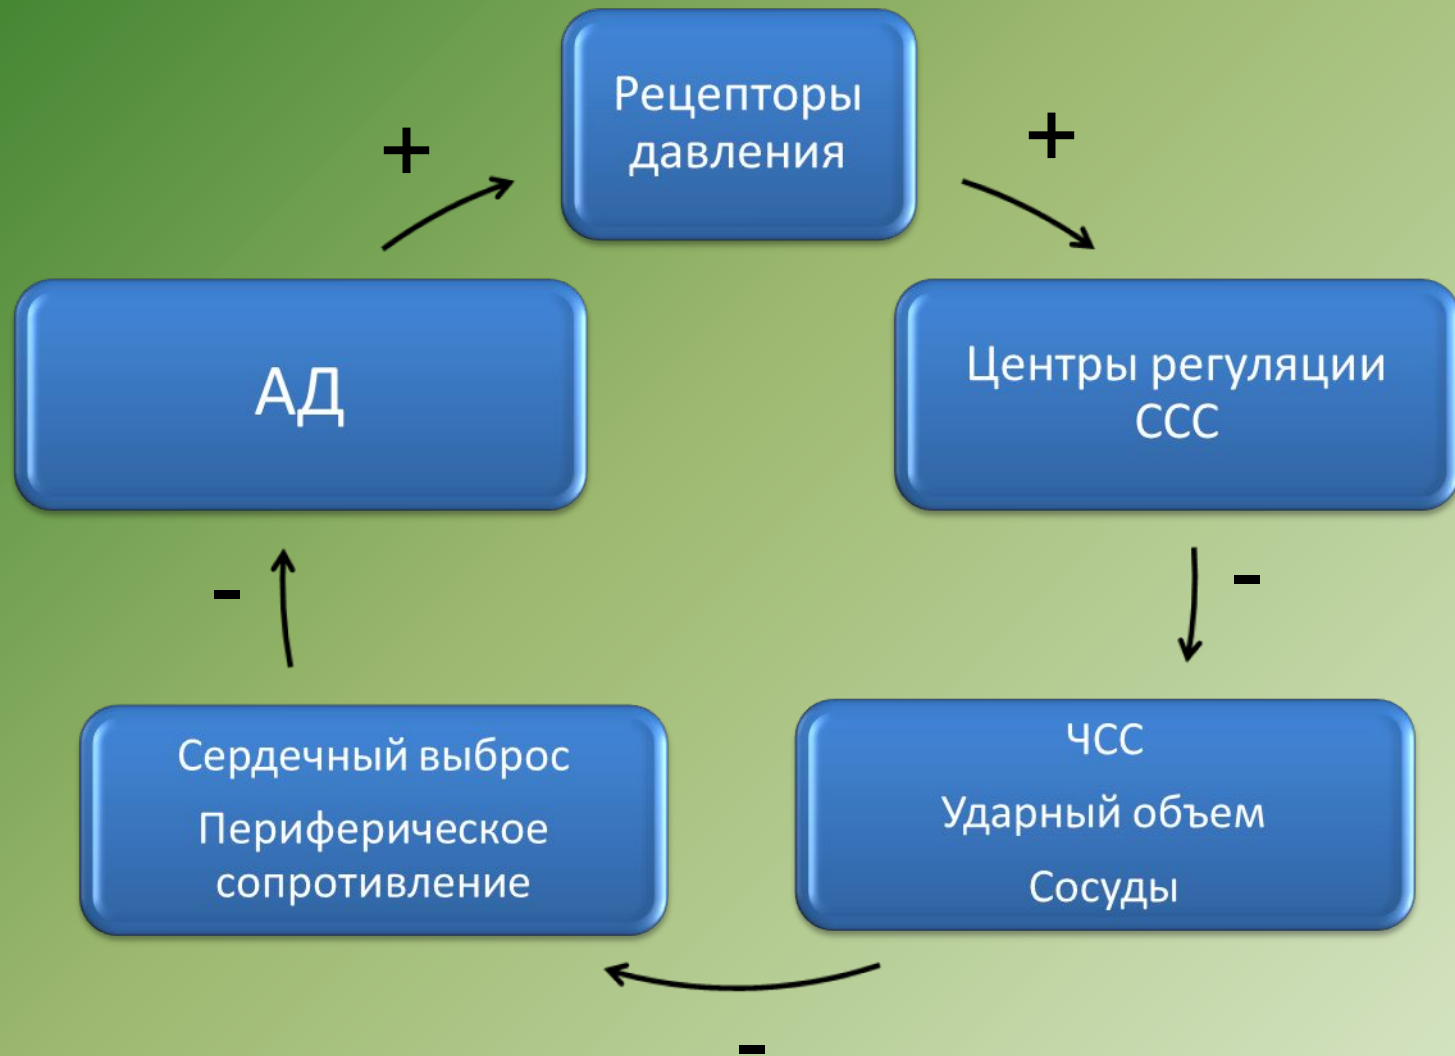 Рецепторы
давления
+
+
АД
Центры регуляции
ССС
-
-
Сердечный выброс
Периферическое
сопротивление
ЧСС
Ударный объем
Сосуды
-